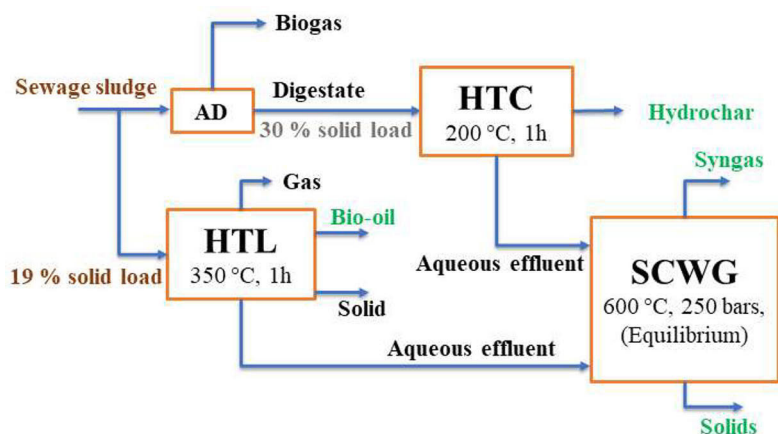 Biogas
Sewage sludge
AD
Digestate
30 % solid load
HTC
200 °C, 1h
Hydrochar
Syngas
Gas
Bio-oil
HTL
350 °C, 1h
19 % solid load
Solid
Aqueous effluent
SCWG
600 °C, 250 bars,
(Equilibrium)
Aqueous effluent
Solids